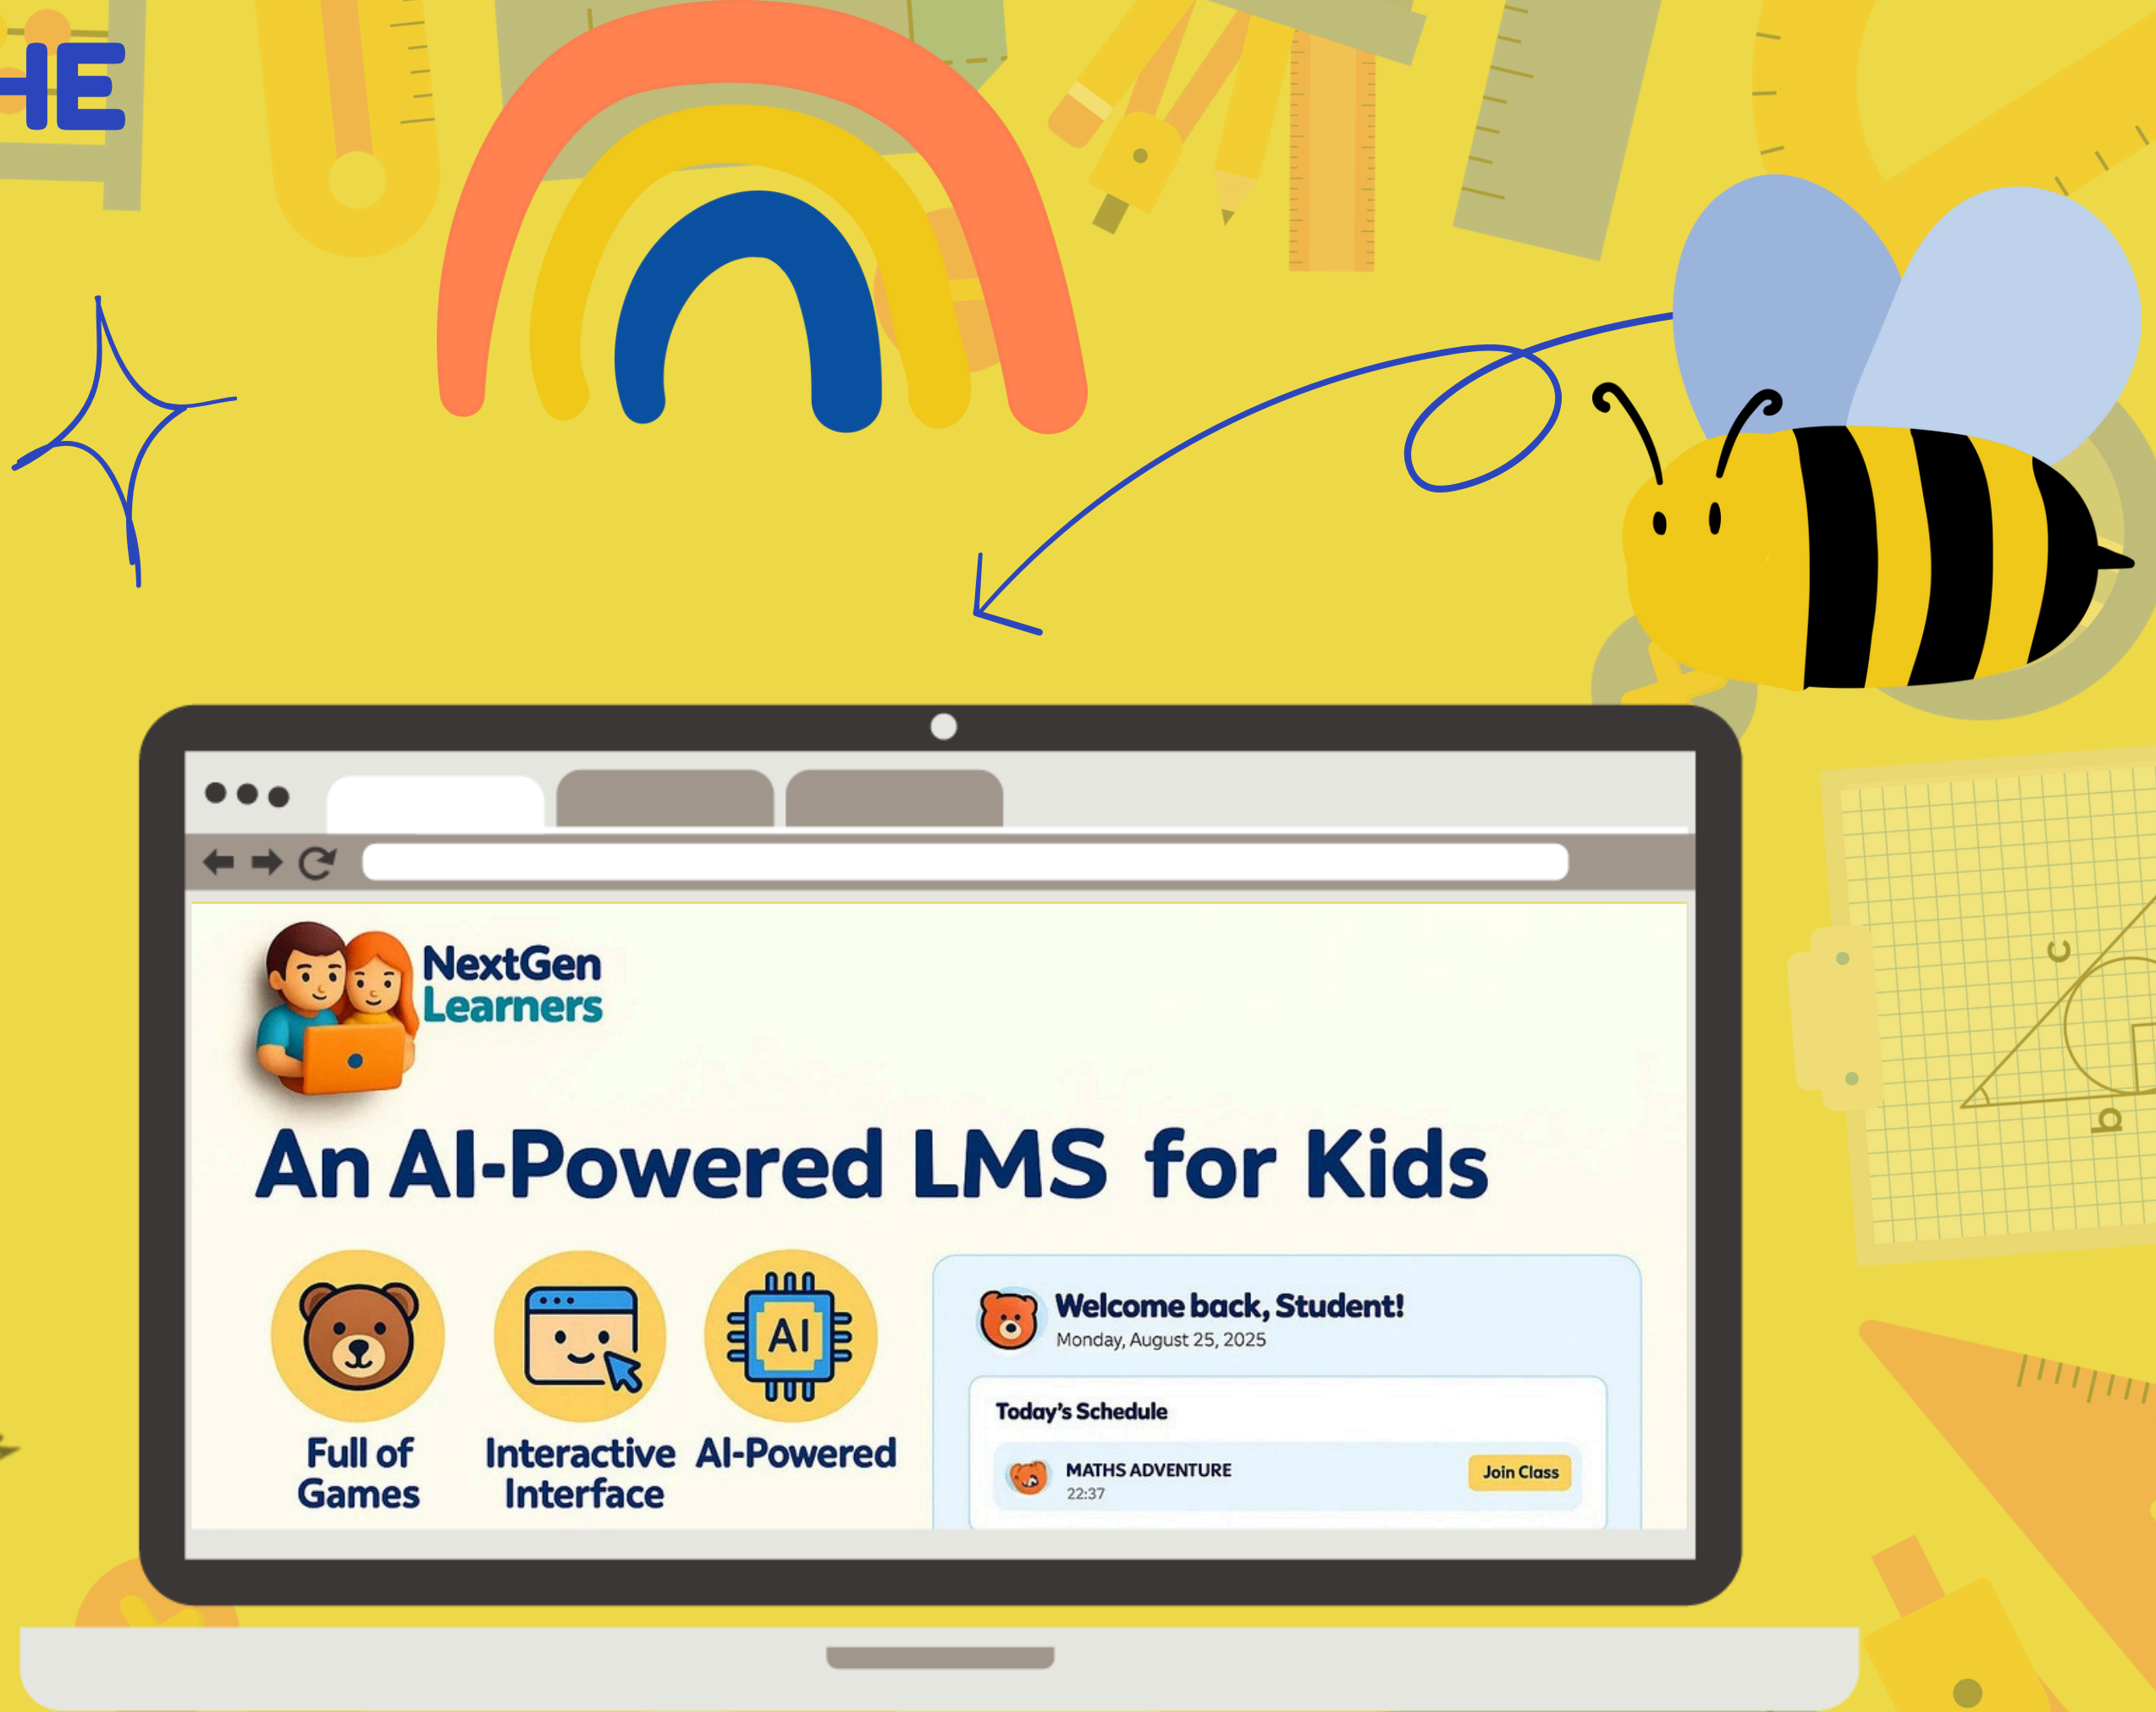 HE
NextGen
Learners
An AI-Powered LMS for Kids
AI
Full of
Games
Interactive
Interface
AI-Powered
Welcome back, Student!
Monday, August 25, 2025
Today's Schedule
MATHS ADVENTURE
22:37
Join Class
c
b